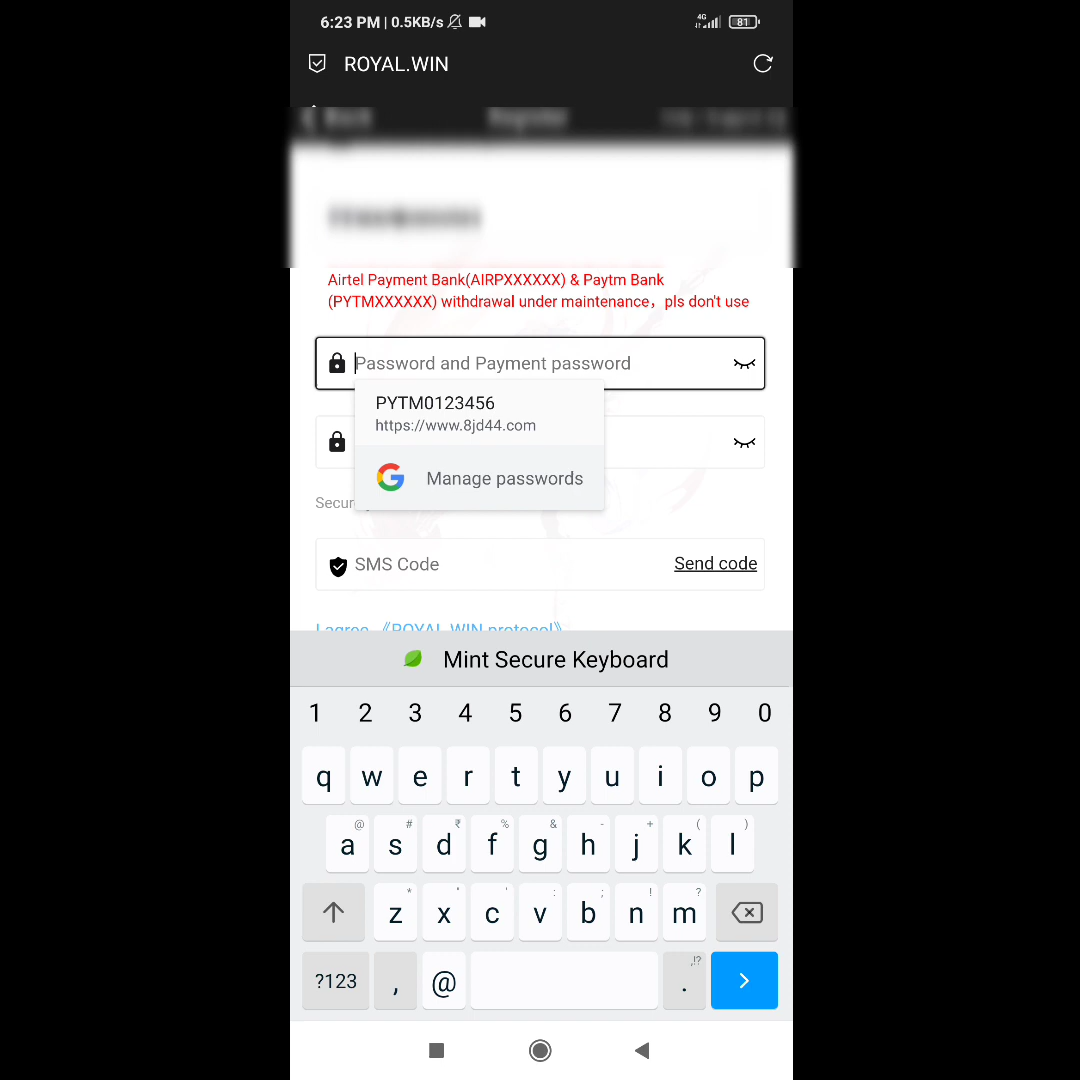 6:23 PM | 0.5KB/s
4G
81
ROYAL.WIN
Airtel Payment Bank(AIRPXXXXXX) & Paytm Bank
(PYTMXXXXXX) withdrawal under maintenance，pls don't use
Password and Payment password
PYTM0123456
https://www.8jd44.com
Manage passwords
SMS Code
Send code
I agree 《ROYAL.WIN protocol》
Mint Secure Keyboard
1 2 3 4 5 6 7 8 9 0
q w e r t y u i o p
@ # ₹ % & - + ( )
a s d f g h j k l
* " ' : ; ! ?
z x c v b n m
,!?
?123 , @ .